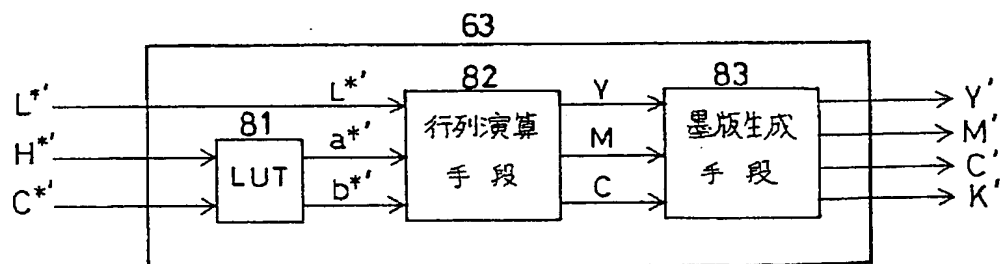 63
L*' L*' 82 Y 83 Y'
行列演算 墨版生成
81
H*' a*' M M'
LUT 手段 手段
C*' b*' C C'
K'